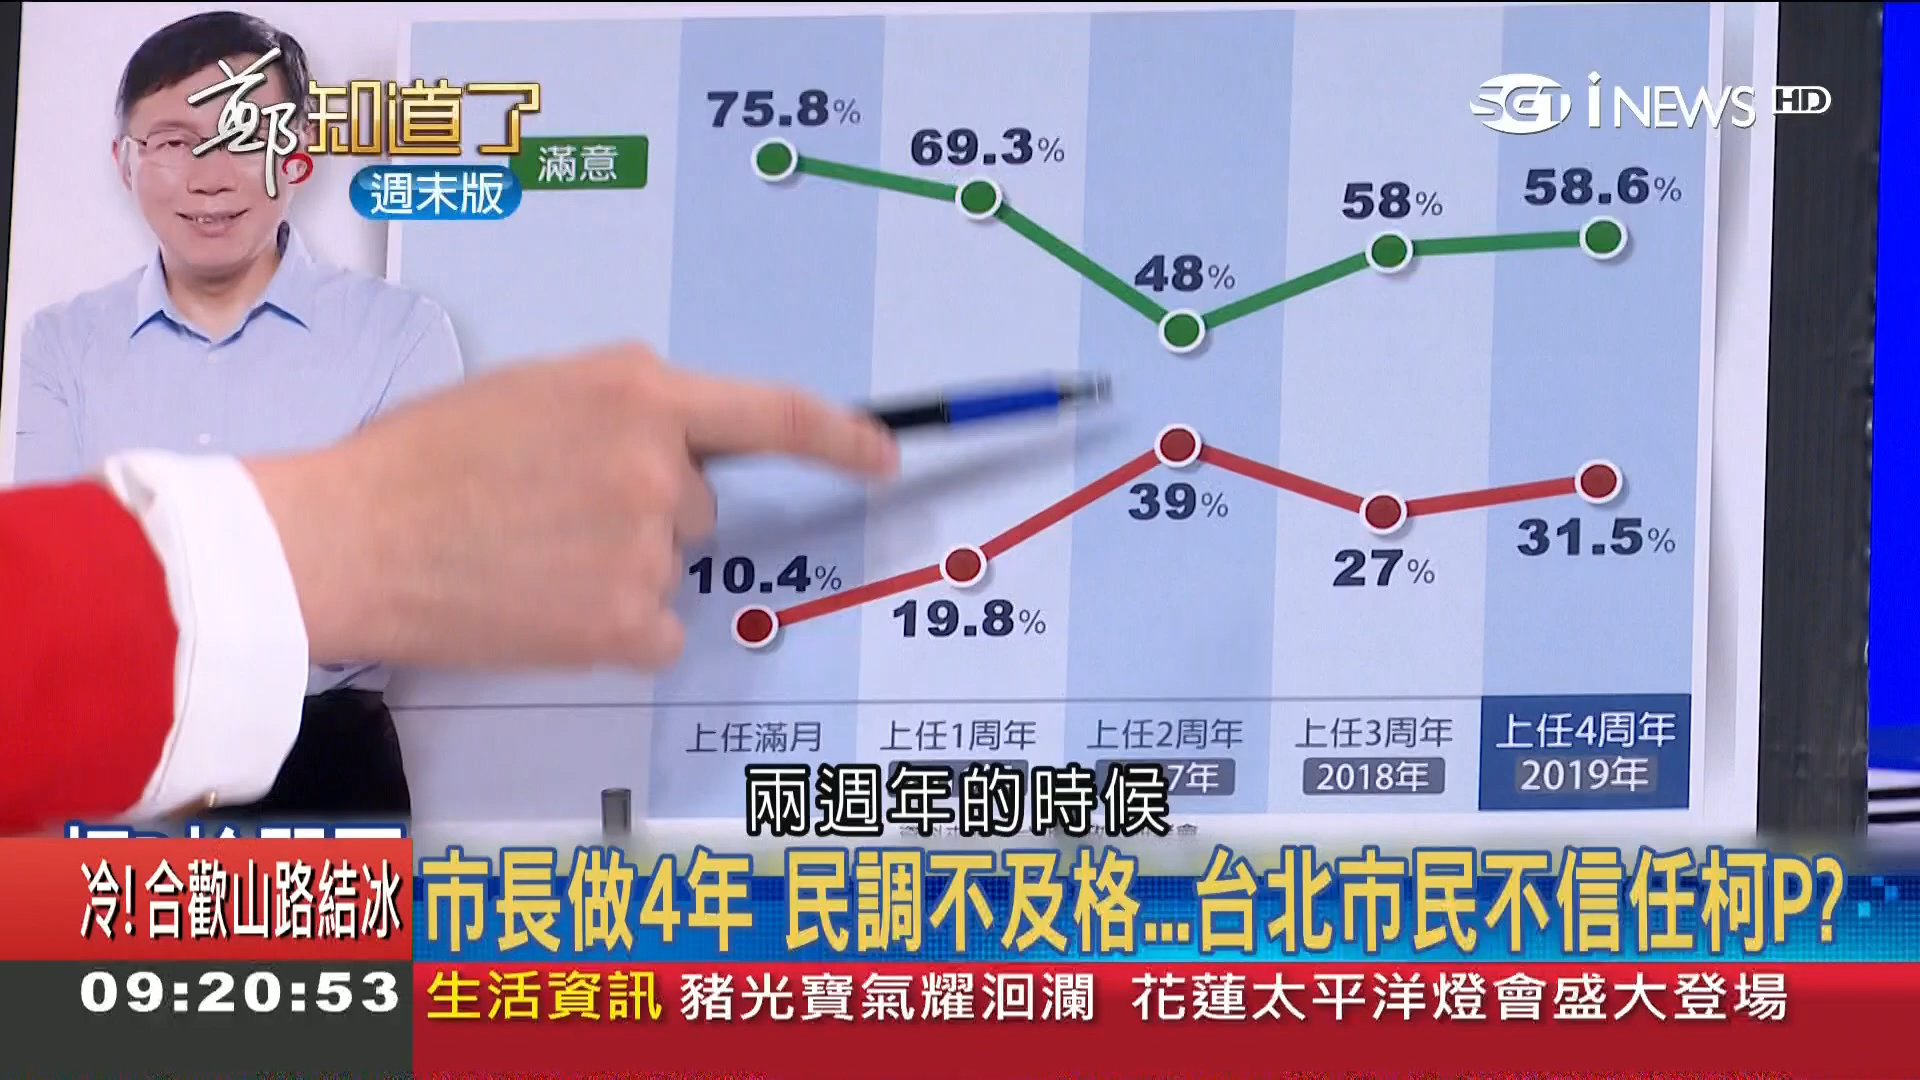 鄭知道了
週末版
SET iNEWS HD
滿意
75.8%
69.3%
48%
58%
58.6%
10.4%
19.8%
39%
27%
31.5%
上任滿月
上任1周年
上任2周年
上任3周年
上任4周年
7年
2018年
2019年
兩週年的時候
冷!合歡山路結冰
市長做4年 民調不及格...台北市民不信任柯P?
09:20:53
生活資訊 豬光寶氣耀洄瀾 花蓮太平洋燈會盛大登場